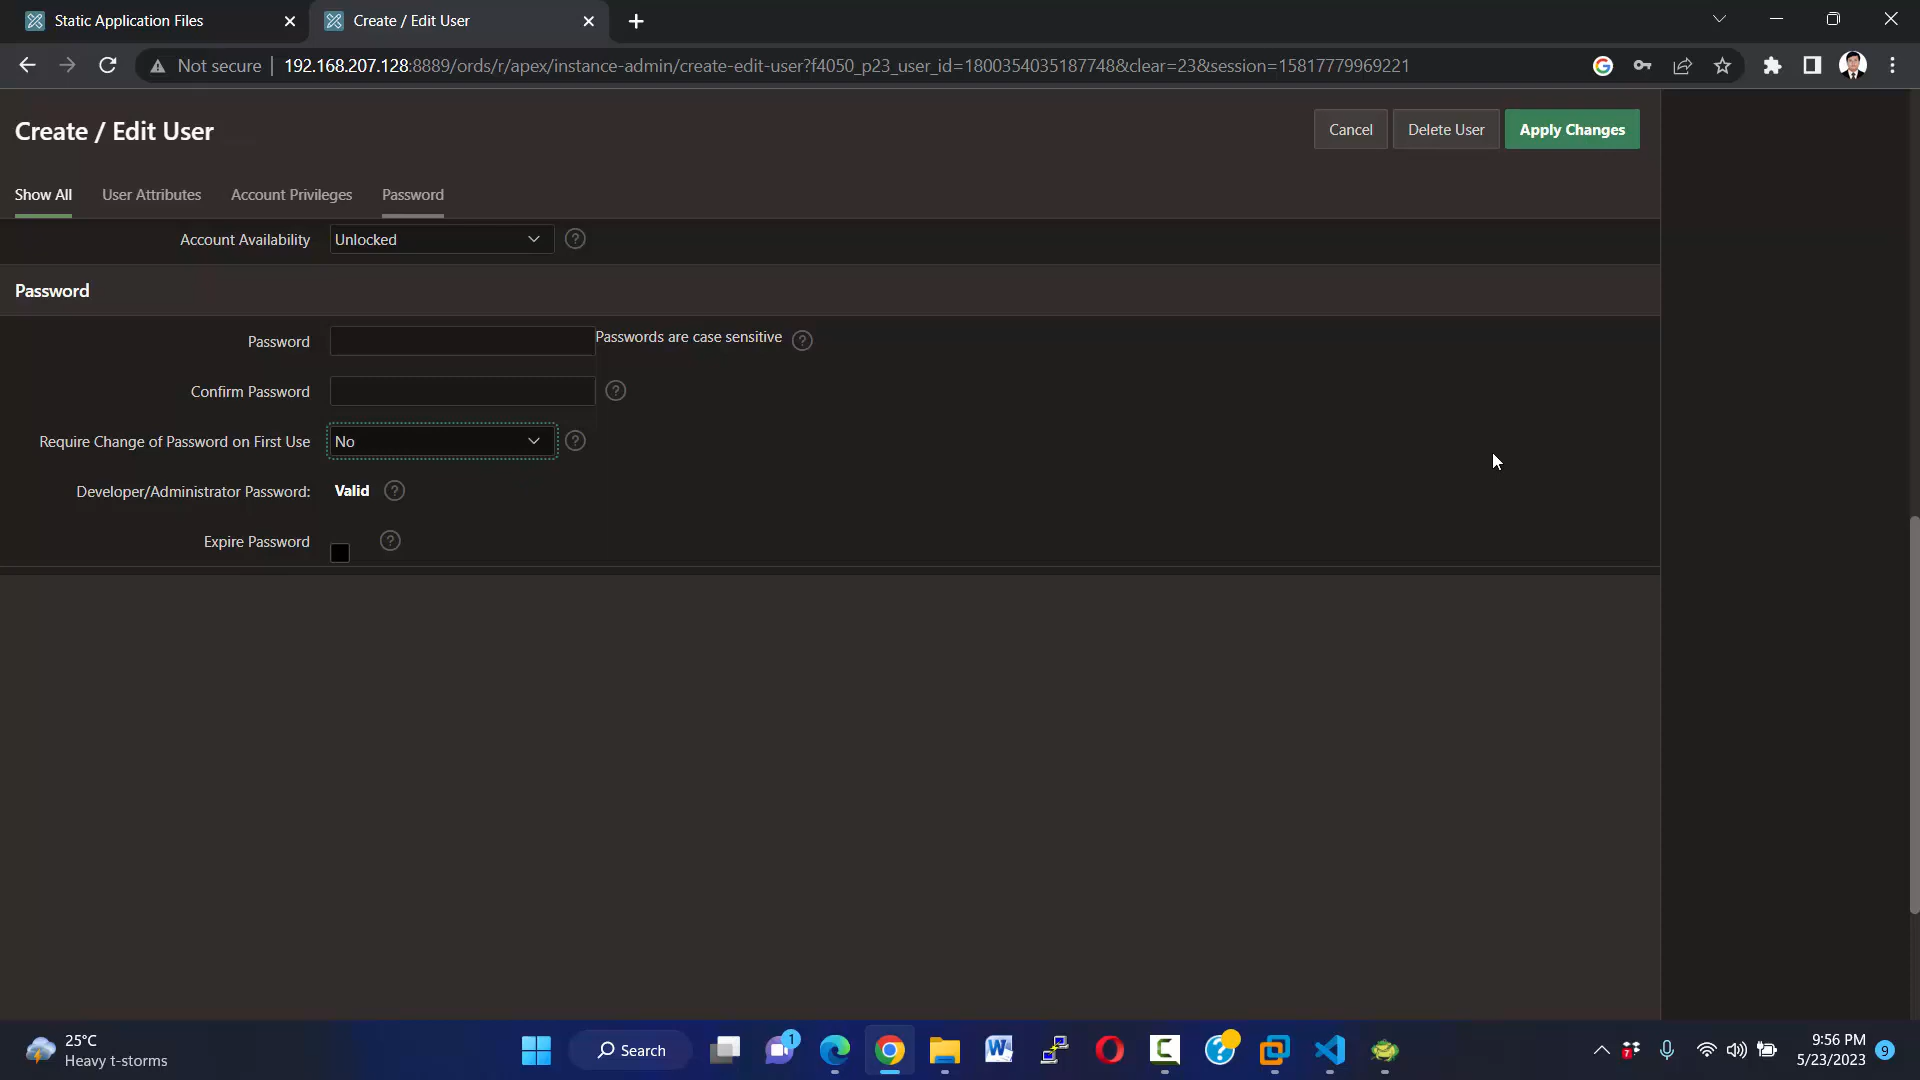 Static Application Files
Create / Edit User
Not secure
192.168.207.128:8889/ords/r/apex/instance-admin/create-edit-user?f4050_p23_user_id=1800354035187748&clear=23&session=15817779969221
Create / Edit User
Cancel
Delete User
Apply Changes
Show All
User Attributes
Account Privileges
Password
Account Availability
Unlocked
Password
Password
Passwords are case sensitive
Confirm Password
Require Change of Password on First Use
No
Developer/Administrator Password:
Valid
Expire Password
25°C
Heavy t-storms
Search
1
7
9:56 PM
5/23/2023
9